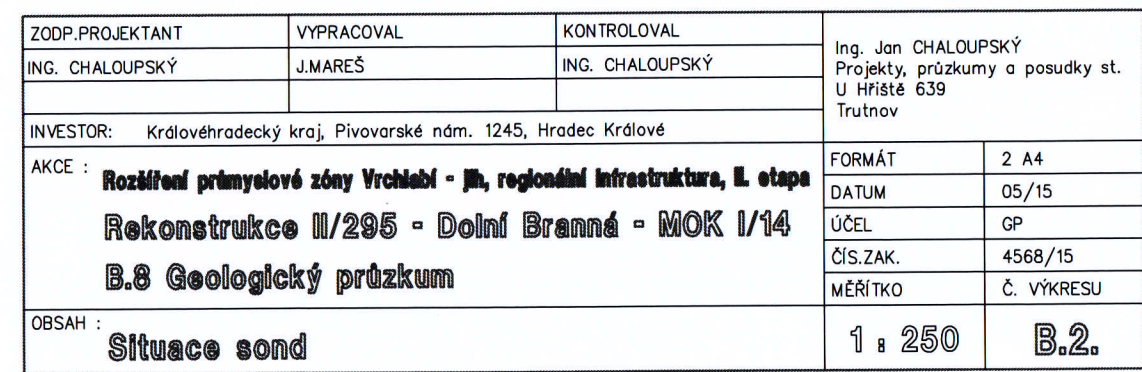 ZODP.PROJEKTANT VYPRACOVAL KONTROLOVAL
ING. CHALOUPSKÝ J.MAREŠ ING. CHALOUPSKÝ
Ing. Jan CHALOUPSKÝ
Projekty, průzkumy a posudky st.
U Hřiště 639
Trutnov
INVESTOR: Královéhradecký kraj, Pivovarské nám. 1245, Hradec Králové
AKCE :
Rozšíření průmyslové zóny Vrchlabí - jih, regionální infrastruktura, II. etapa
Rekonstrukce II/295 - Dolní Branná - MOK I/14
B.8 Geologický průzkum
FORMÁT 2 A4
DATUM 05/15
ÚČEL GP
ČÍS.ZAK. 4568/15
MĚŘÍTKO Č. VÝKRESU
OBSAH :
Situace sond
1 : 250 B.2.